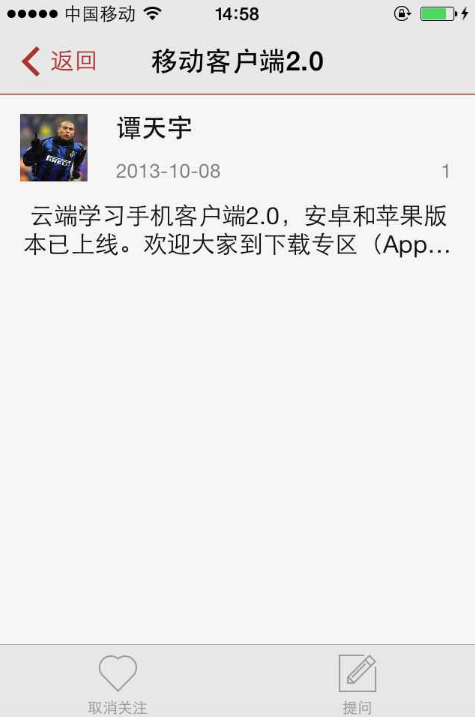 中国移动 14:58
返回 移动客户端2.0
谭天宇
2013-10-08 1
云端学习手机客户端2.0，安卓和苹果版
本已上线。欢迎大家到下载专区（App…
取消关注 提问